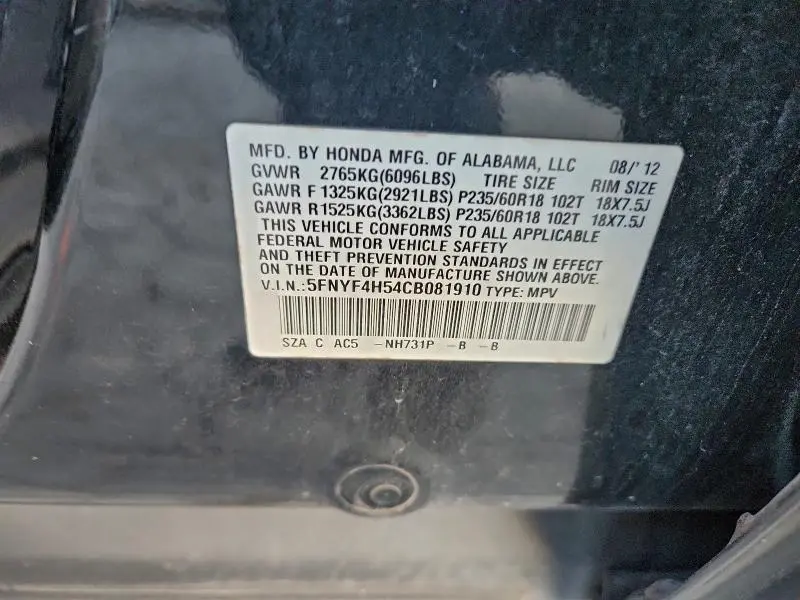 MFD. BY HONDA MFG. OF ALABAMA, LLC 08/'12
GVWR 2765KG(6096LBS) TIRE SIZE RIM SIZE
GAWR F 1325KG(2921LBS) P235/60R18 102T 18X7.5J
GAWR R1525KG(3362LBS) P235/60R18 102T 18X7.5J
THIS VEHICLE CONFORMS TO ALL APPLICABLE
FEDERAL MOTOR VEHICLE SAFETY
AND THEFT PREVENTION STANDARDS IN EFFECT
ON THE DATE OF MANUFACTURE SHOWN ABOVE.
V.I.N.:5FNYF4H54CB081910 TYPE: MPV
SZA C AC5 -NH731P -B -B